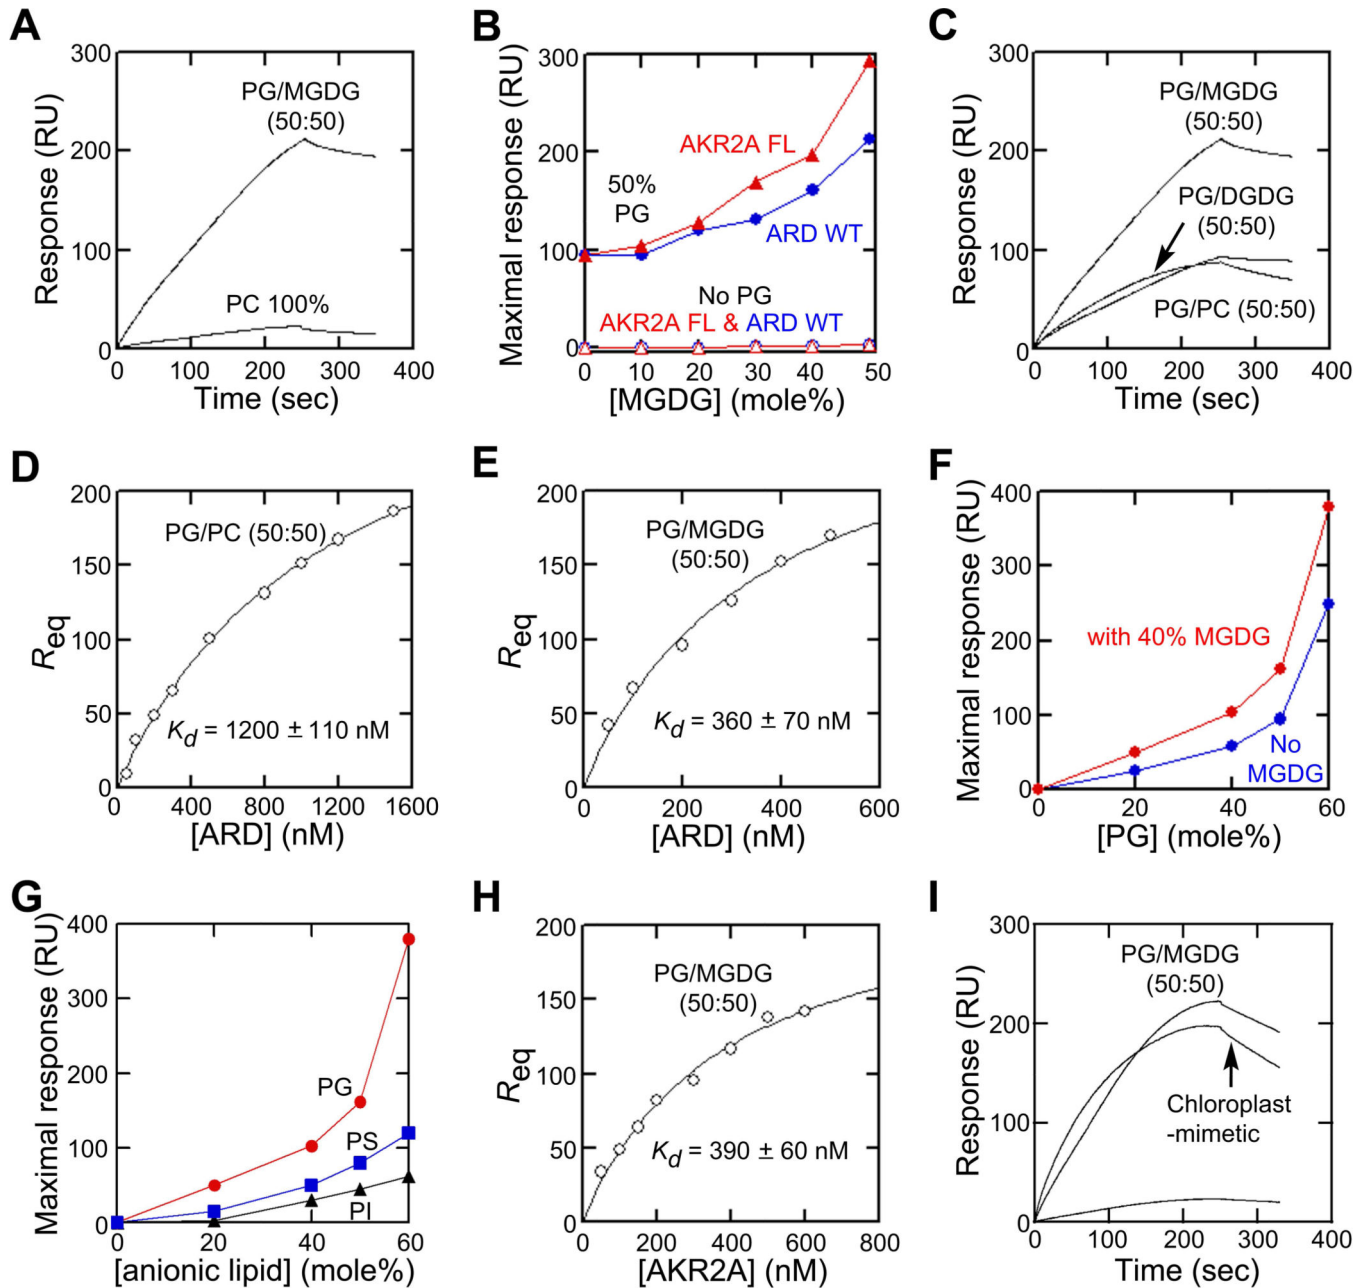 A
300
200
100
0
Response (RU)
PG/MGDG
(50:50)
PC 100%
0 100 200 300 400
Time (sec)
B
300
200
100
0
Maximal response (RU)
AKR2A FL
50%
PG
ARD WT
No PG
AKR2A FL & ARD WT
0 10 20 30 40 50
[MGDG] (mole%)
C
300
200
100
0
Response (RU)
PG/MGDG
(50:50)
PG/DGDG
(50:50)
PG/PC (50:50)
0 100 200 300 400
Time (sec)
D
200
150
100
50
0
Req
PG/PC (50:50)
Kd = 1200 ± 110 nM
0 400 800 1200 1600
[ARD] (nM)
E
200
150
100
50
0
Req
PG/MGDG
(50:50)
Kd = 360 ± 70 nM
0 200 400 600
[ARD] (nM)
F
400
300
200
100
0
Maximal response (RU)
with 40% MGDG
No
MGDG
0 20 40 60
[PG] (mole%)
G
400
300
200
100
0
Maximal response (RU)
PG
PS
PI
0 20 40 60
[anionic lipid] (mole%)
H
200
150
100
50
0
Req
PG/MGDG
(50:50)
Kd = 390 ± 60 nM
0 200 400 600 800
[AKR2A] (nM)
I
300
200
100
0
Response (RU)
PG/MGDG
(50:50)
Chloroplast
-mimetic
0 100 200 300 400
Time (sec)